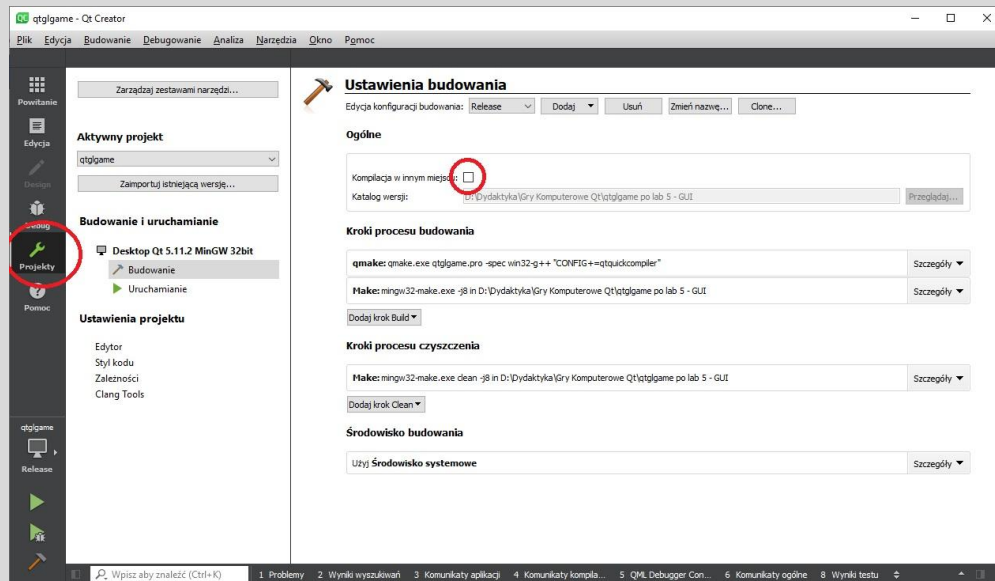 qtglgame - Qt Creator
Plik Edycja Budowanie Debugowanie Analiza Narzędzia Okno Pomoc
Powitanie
Edycja
Design
Debug
Projekty
Pomoc
qtglgame
Release
Zarządzaj zestawami narzędzi...
Aktywny projekt
qtglgame
Zaimportuj istniejącą wersję...
Budowanie i uruchamianie
Desktop Qt 5.11.2 MinGW 32bit
Budowanie
Uruchamianie
Ustawienia projektu
Edytor
Styl kodu
Zależności
Clang Tools
Ustawienia budowania
Edycja konfiguracji budowania: Release Dodaj Usuń Zmień nazwę... Clone...
Ogólne
Kompilacja w innym miejscu:
Katalog wersji: D:\Dydaktyka\Gry Komputerowe Qt\qtglgame po lab 5 - GUI Przeglądaj...
Kroki procesu budowania
qmake: qmake.exe qtglgame.pro -spec win32-g++ "CONFIG+=qtquickcompiler" Szczegóły
Make: mingw32-make.exe -j8 in D:\Dydaktyka\Gry Komputerowe Qt\qtglgame po lab 5 - GUI Szczegóły
Dodaj krok Build
Kroki procesu czyszczenia
Make: mingw32-make.exe clean -j8 in D:\Dydaktyka\Gry Komputerowe Qt\qtglgame po lab 5 - GUI Szczegóły
Dodaj krok Clean
Środowisko budowania
Użyj Środowisko systemowe Szczegóły
Wpisz aby znaleźć (Ctrl+K) 1 Problemy 2 Wyniki wyszukiwań 3 Komunikaty aplikacji 4 Komunikaty kompila... 5 QML Debugger Con... 6 Komunikaty ogólne 8 Wyniki testu